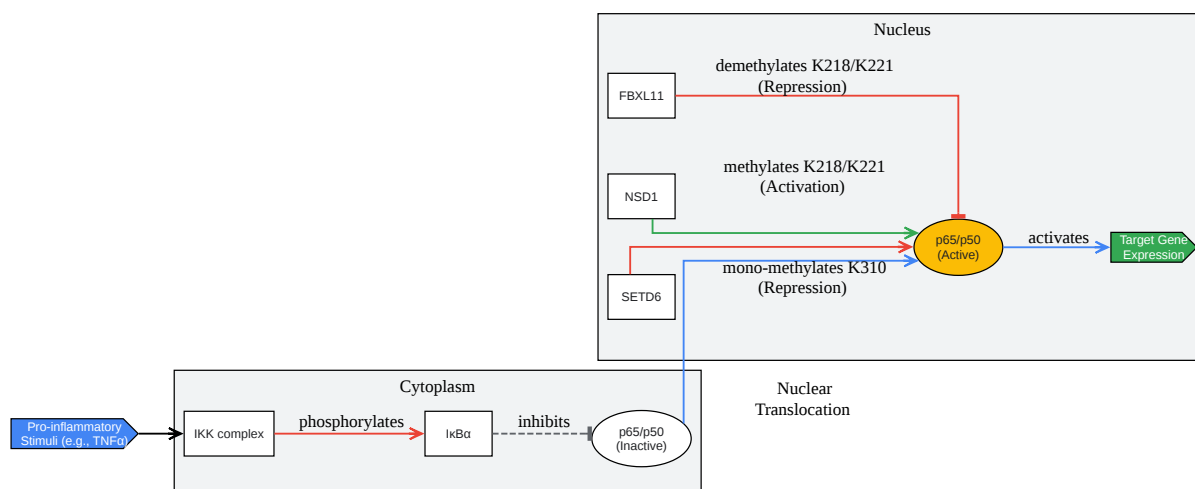 Nucleus
demethylates K218/K221
(Repression)
FBXL11
methylates K218/K221
(Activation)
NSD1
p65/p50
(Active)
activates
Target Gene
Expression
mono-methylates K310
(Repression)
SETD6
Cytoplasm
Nuclear
Translocation
Pro-inflammatory
Stimuli (e.g., TNFα)
IKK complex
phosphorylates
IκBα
inhibits
p65/p50
(Inactive)